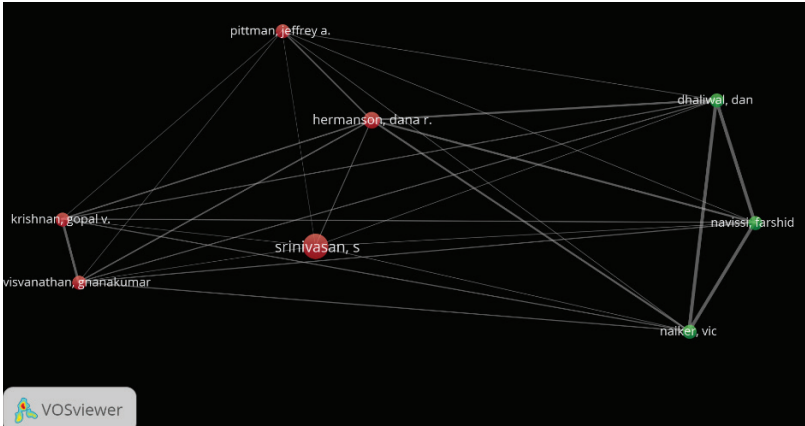 pittman, jeffrey a.
dhaliwal, dan
hermanson, dana r.
krishnan, gopal v.
navissi, farshid
srinivasan, s
visvanathan, gnanakumar
naiker, vic
VOSviewer